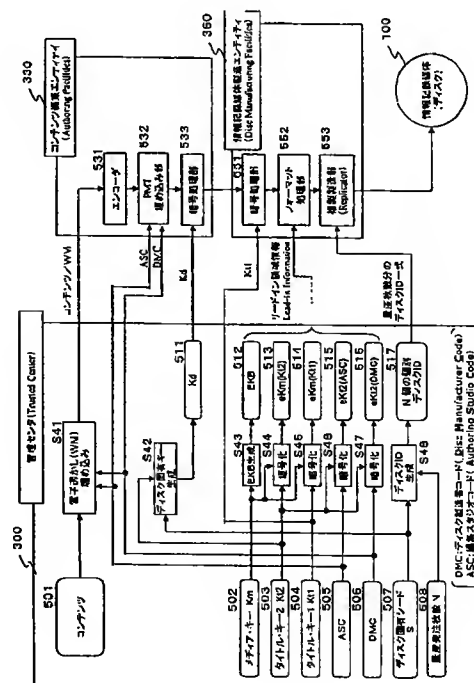 300
管理センタ(Trusted Center)
501
コンテンツ
S41
電子透かし(WM)
埋め込み
コンテンツ/WM
330
コンテンツ編集エンティティ
(Authoring Facilities)
531
エンコーダ
532
PMT
埋め込み部
533
暗号処理部
ASC
DMC
Kd
511
Kd
S42
ディスク固有キー
生成
502
メディア・キー Km
503
タイトル・キー2 Kt2
504
タイトル・キー1 Kt1
505
ASC
506
DMC
507
ディスク固有シード
S
508
量産発注枚数 N
S43
EKB生成
S44
暗号化
S45
暗号化
S46
暗号化
S47
暗号化
S48
ディスクID
生成
512
EKB
513
eKm(Kt2)
514
eKm(Kt1)
515
eKt2(ASC)
516
eKt2(DMC)
517
N個の個別
ディスクID
Kt1
リードイン領域情報
Lead-in Information
量産枚数分の
ディスクID一式
350
情報記録媒体製造エンティティ
(Disc Manufacturing Facilities)
551
暗号処理部
552
フォーマット
処理部
553
複製製造部
(Replicator)
100
情報記録媒体
(ディスク)
DMC:ディスク製造者コード(Disc Manufacturer Code)
ASC:編集スタジオコード(Authoring Studio Code)